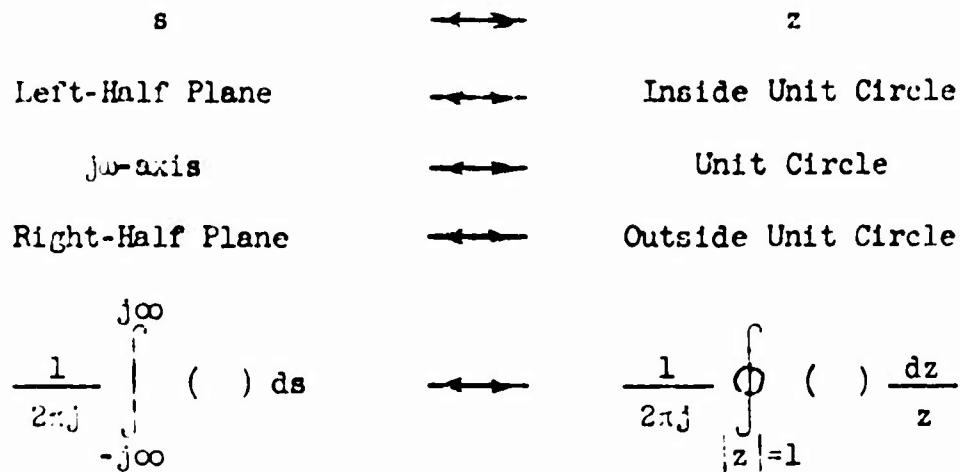 s ⟷ z
Left-Half Plane ⟷ Inside Unit Circle
jω-axis ⟷ Unit Circle
Right-Half Plane ⟷ Outside Unit Circle
1/2πj ∫_{-j∞}^{j∞} ( ) ds ⟷ 1/2πj ∮_{|z|=1} ( ) dz/z